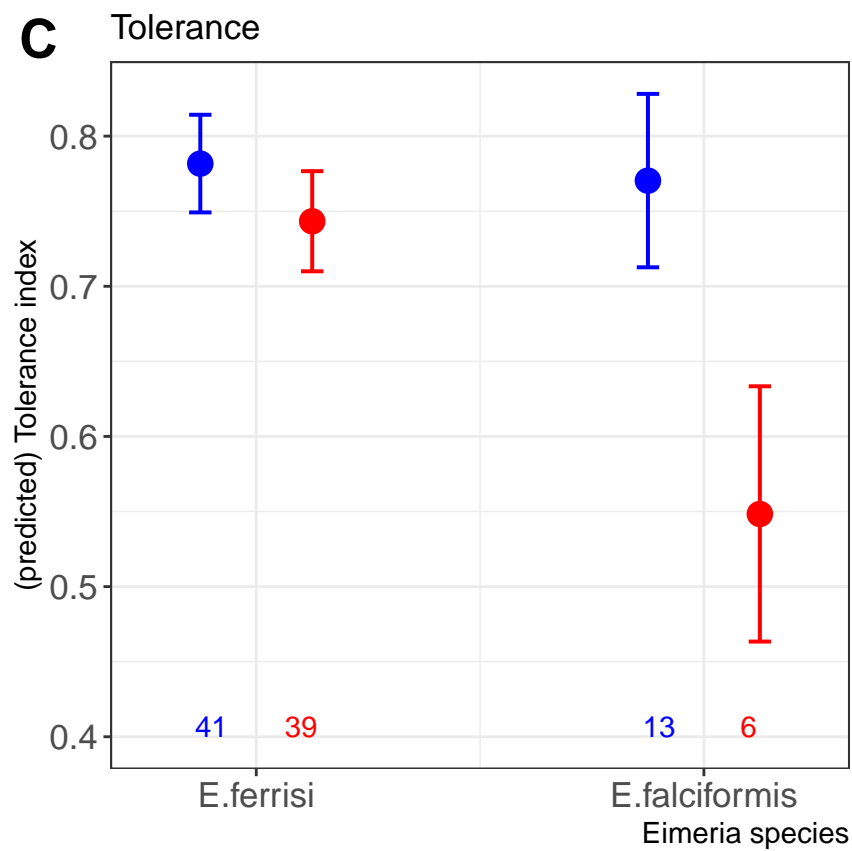 C
Tolerance
(predicted) Tolerance index
0.8
0.7
0.6
0.5
0.4
41 39 13 6
E.ferrisi E.falciformis
Eimeria species